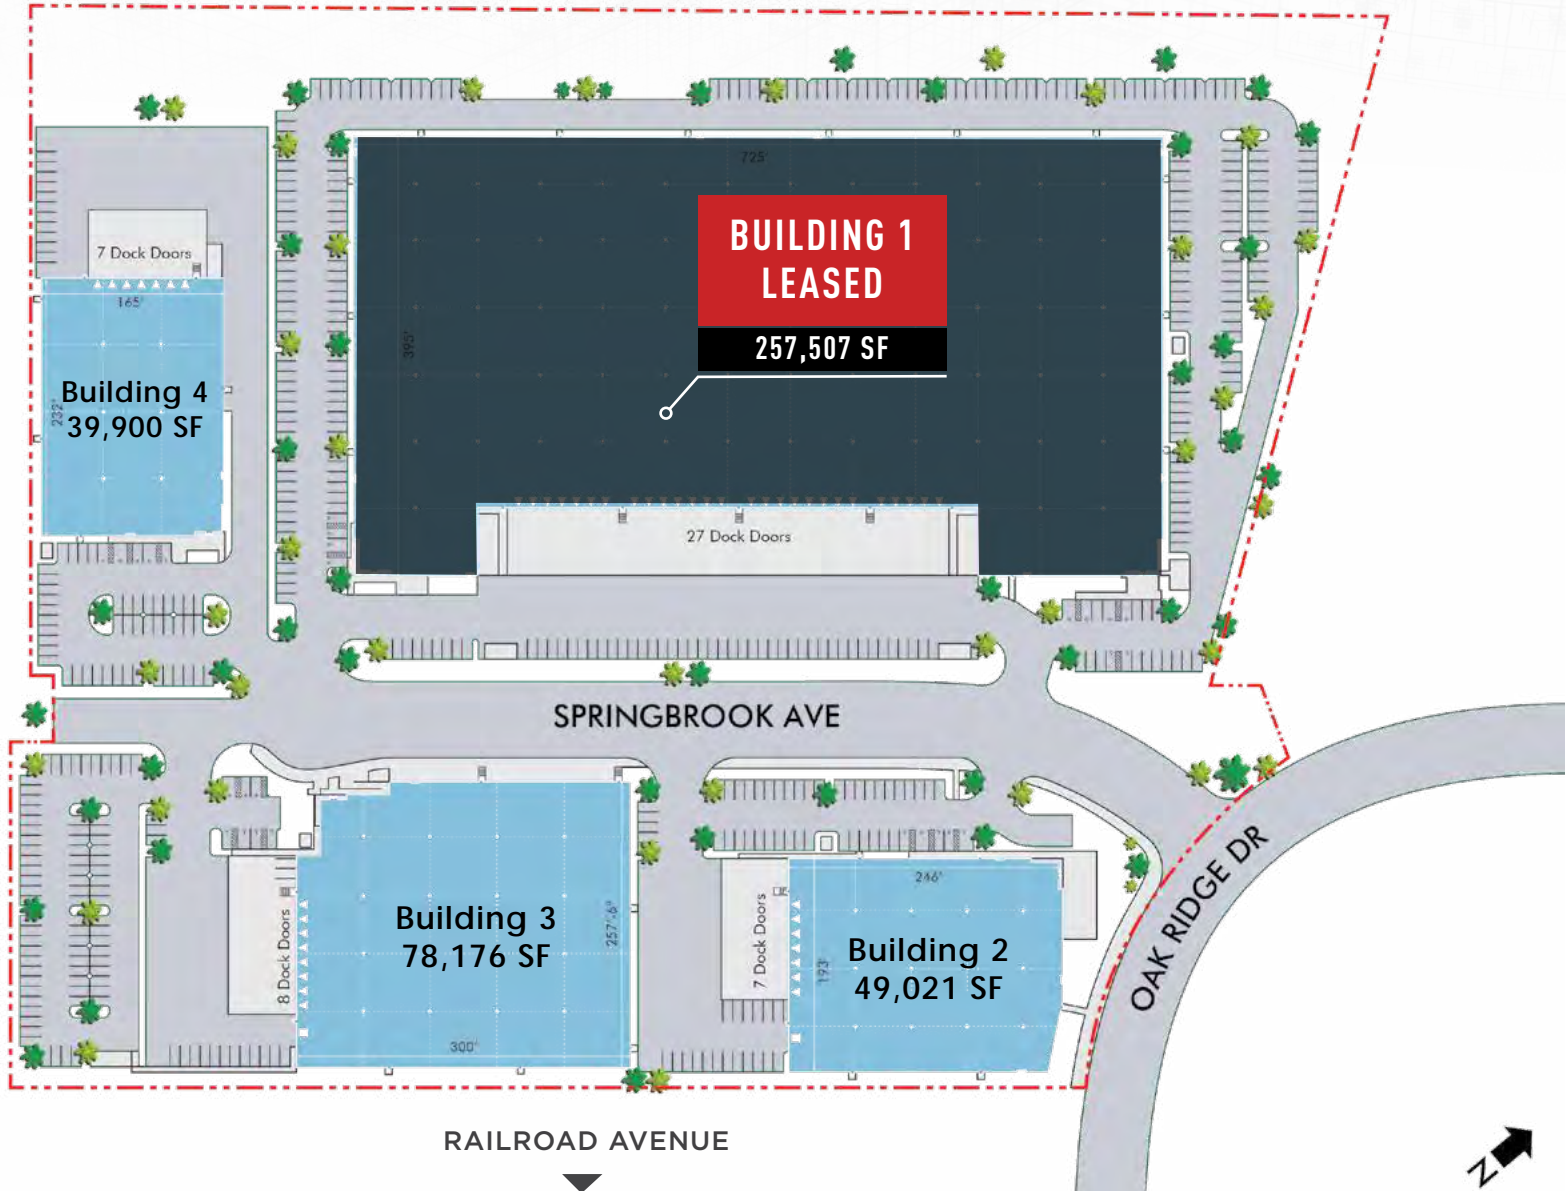 725'
BUILDING 1
LEASED
257,507 SF
395'
27 Dock Doors
7 Dock Doors
165'
Building 4
39,900 SF
232'
SPRINGBROOK AVE
8 Dock Doors
Building 3
78,176 SF
257'-6"
300'
7 Dock Doors
246'
Building 2
49,021 SF
193'
OAK RIDGE DR
RAILROAD AVENUE
N